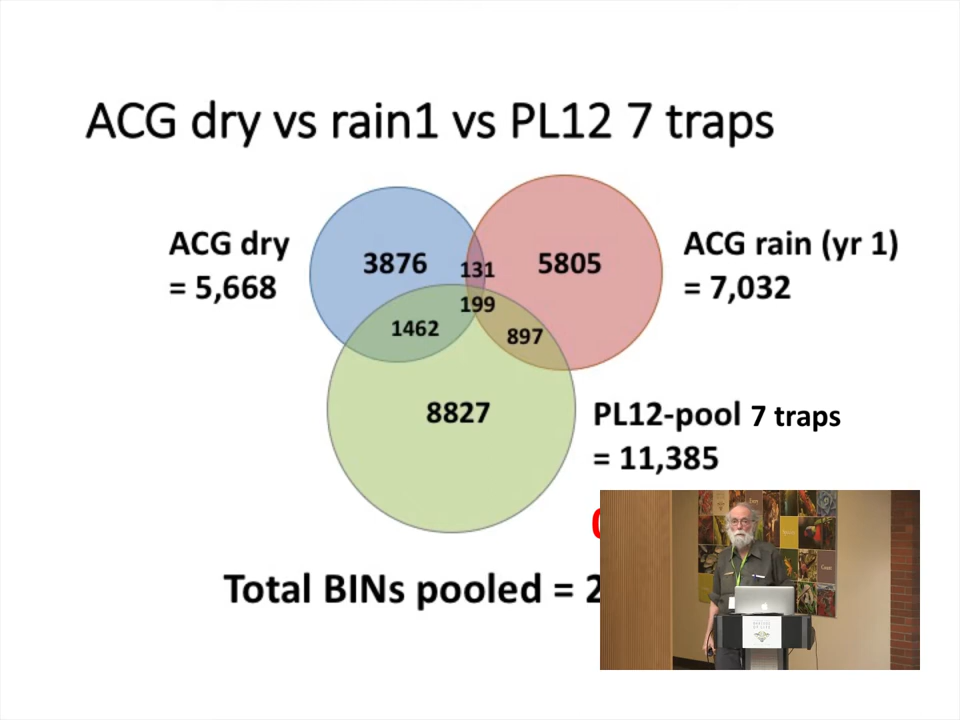 ACG dry vs rain1 vs PL12 7 traps
ACG dry
= 5,668
3876
131
5805
ACG rain (yr 1)
= 7,032
199
1462
897
8827
PL12-pool 7 traps
= 11,385
Total BINs pooled = 2